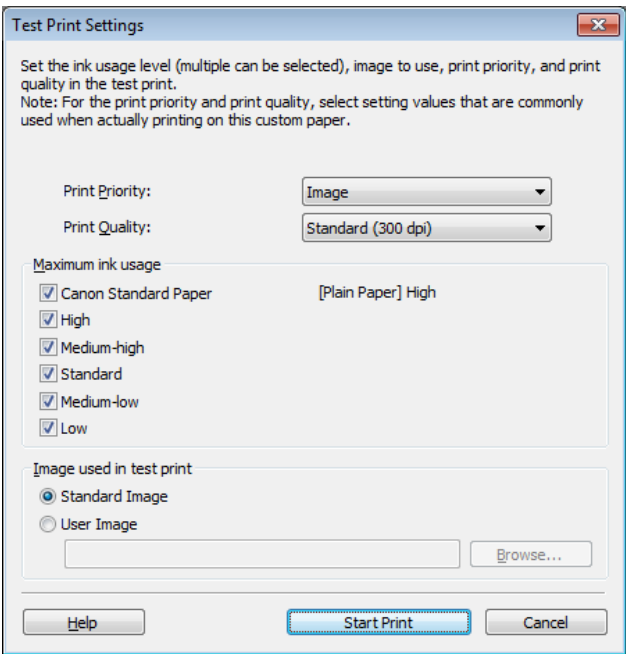 Test Print Settings
Set the ink usage level (multiple can be selected), image to use, print priority, and print
quality in the test print.
Note: For the print priority and print quality, select setting values that are commonly
used when actually printing on this custom paper.
Print Priority: Image
Print Quality: Standard (300 dpi)
Maximum ink usage
Canon Standard Paper [Plain Paper] High
High
Medium-high
Standard
Medium-low
Low
Image used in test print
Standard Image
User Image
Browse...
Help Start Print Cancel